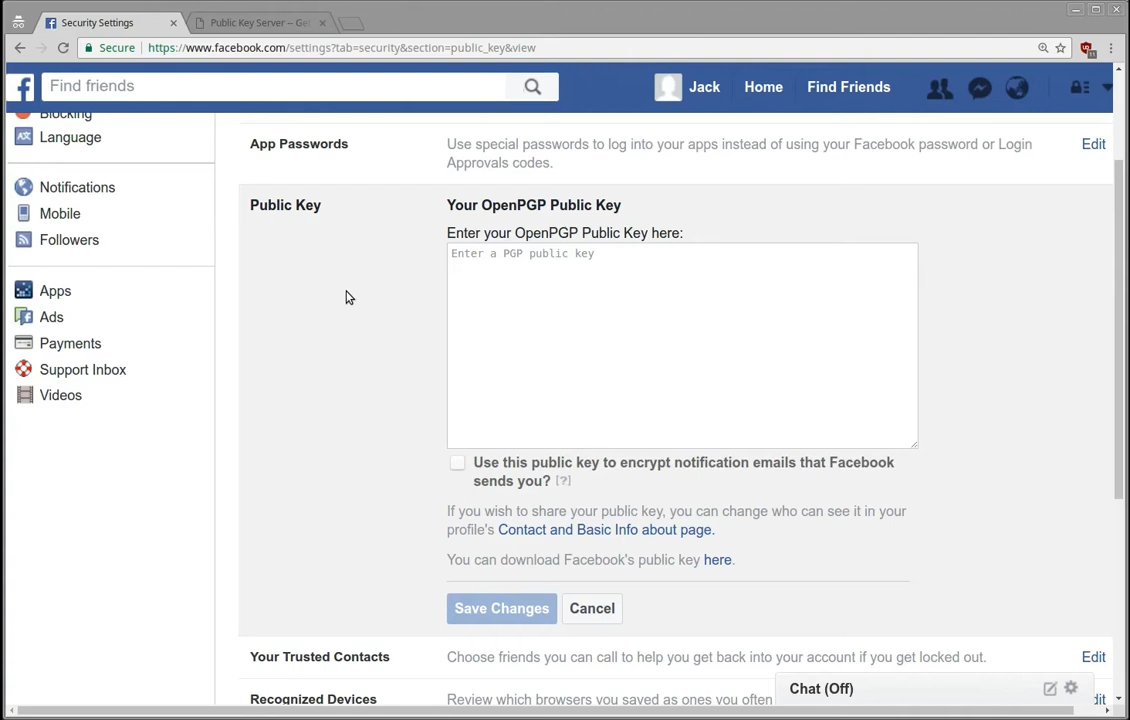 Security Settings
Public Key Server -- Ge
Secure https://www.facebook.com/settings?tab=security&section=public_key&view
Find friends
Jack Home Find Friends
Blocking
Language
Notifications
Mobile
Followers
Apps
Ads
Payments
Support Inbox
Videos
App Passwords
Use special passwords to log into your apps instead of using your Facebook password or Login
Approvals codes.
Edit
Public Key
Your OpenPGP Public Key
Enter your OpenPGP Public Key here:
Enter a PGP public key
Use this public key to encrypt notification emails that Facebook
sends you? [?]
If you wish to share your public key, you can change who can see it in your
profile's Contact and Basic Info about page.
You can download Facebook's public key here.
Save Changes Cancel
Your Trusted Contacts
Choose friends you can call to help you get back into your account if you get locked out.
Edit
Recognized Devices
Review which browsers you saved as ones you often
Chat (Off)